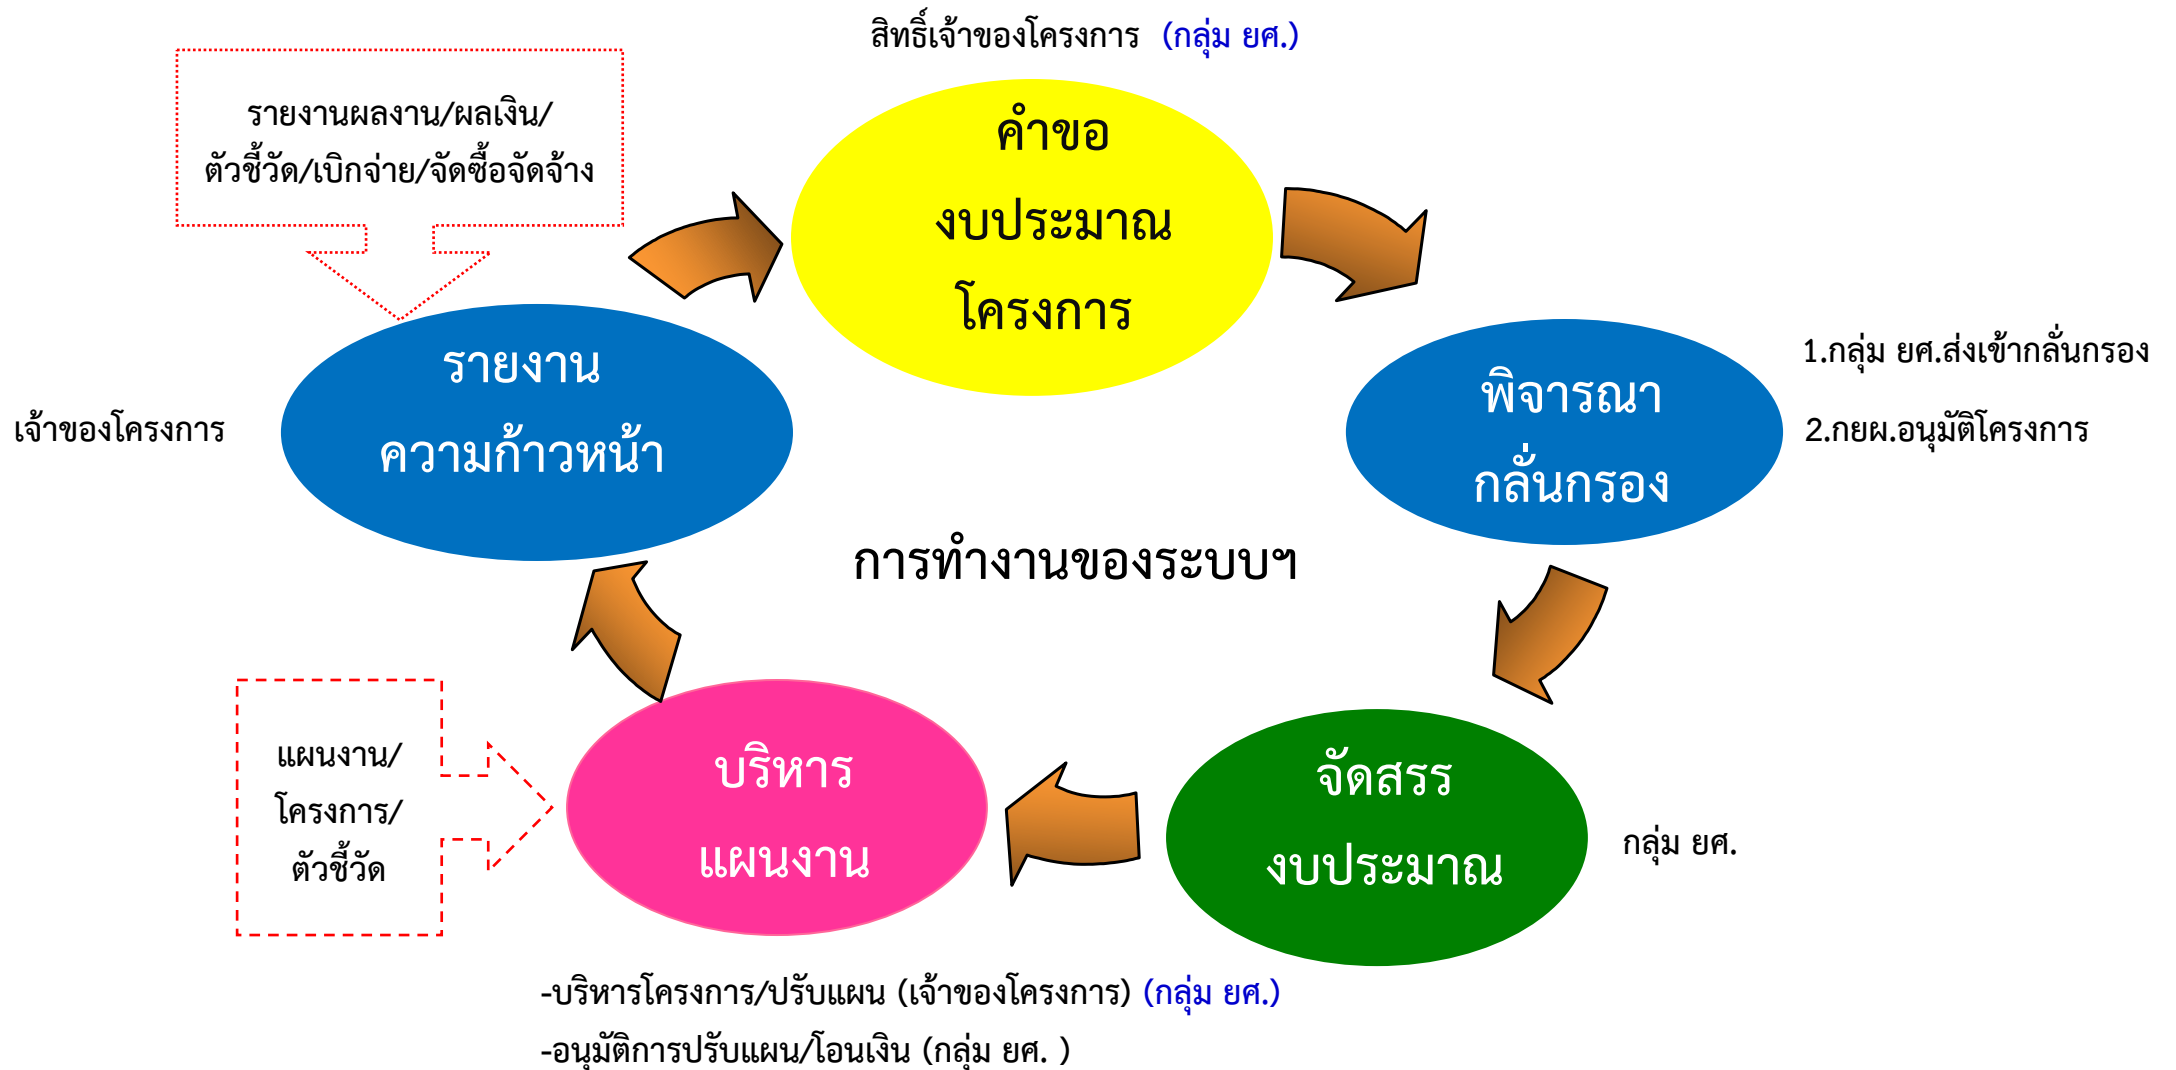 สิทธิ์เจ้าของโครงการ (กลุ่ม ยศ.)
รายงานผลงาน/ผลเงิน/
ตัวชี้วัด/เบิกจ่าย/จัดซื้อจัดจ้าง
คำขอ
งบประมาณ
โครงการ
รายงาน
ความก้าวหน้า
เจ้าของโครงการ
พิจารณา
กลั่นกรอง
1.กลุ่ม ยศ.ส่งเข้ากลั่นกรอง
2.กยผ.อนุมัติโครงการ
การทำงานของระบบฯ
แผนงาน/
โครงการ/
ตัวชี้วัด
บริหาร
แผนงาน
จัดสรร
งบประมาณ
กลุ่ม ยศ.
-บริหารโครงการ/ปรับแผน (เจ้าของโครงการ) (กลุ่ม ยศ.)
-อนุมัติการปรับแผน/โอนเงิน (กลุ่ม ยศ. )